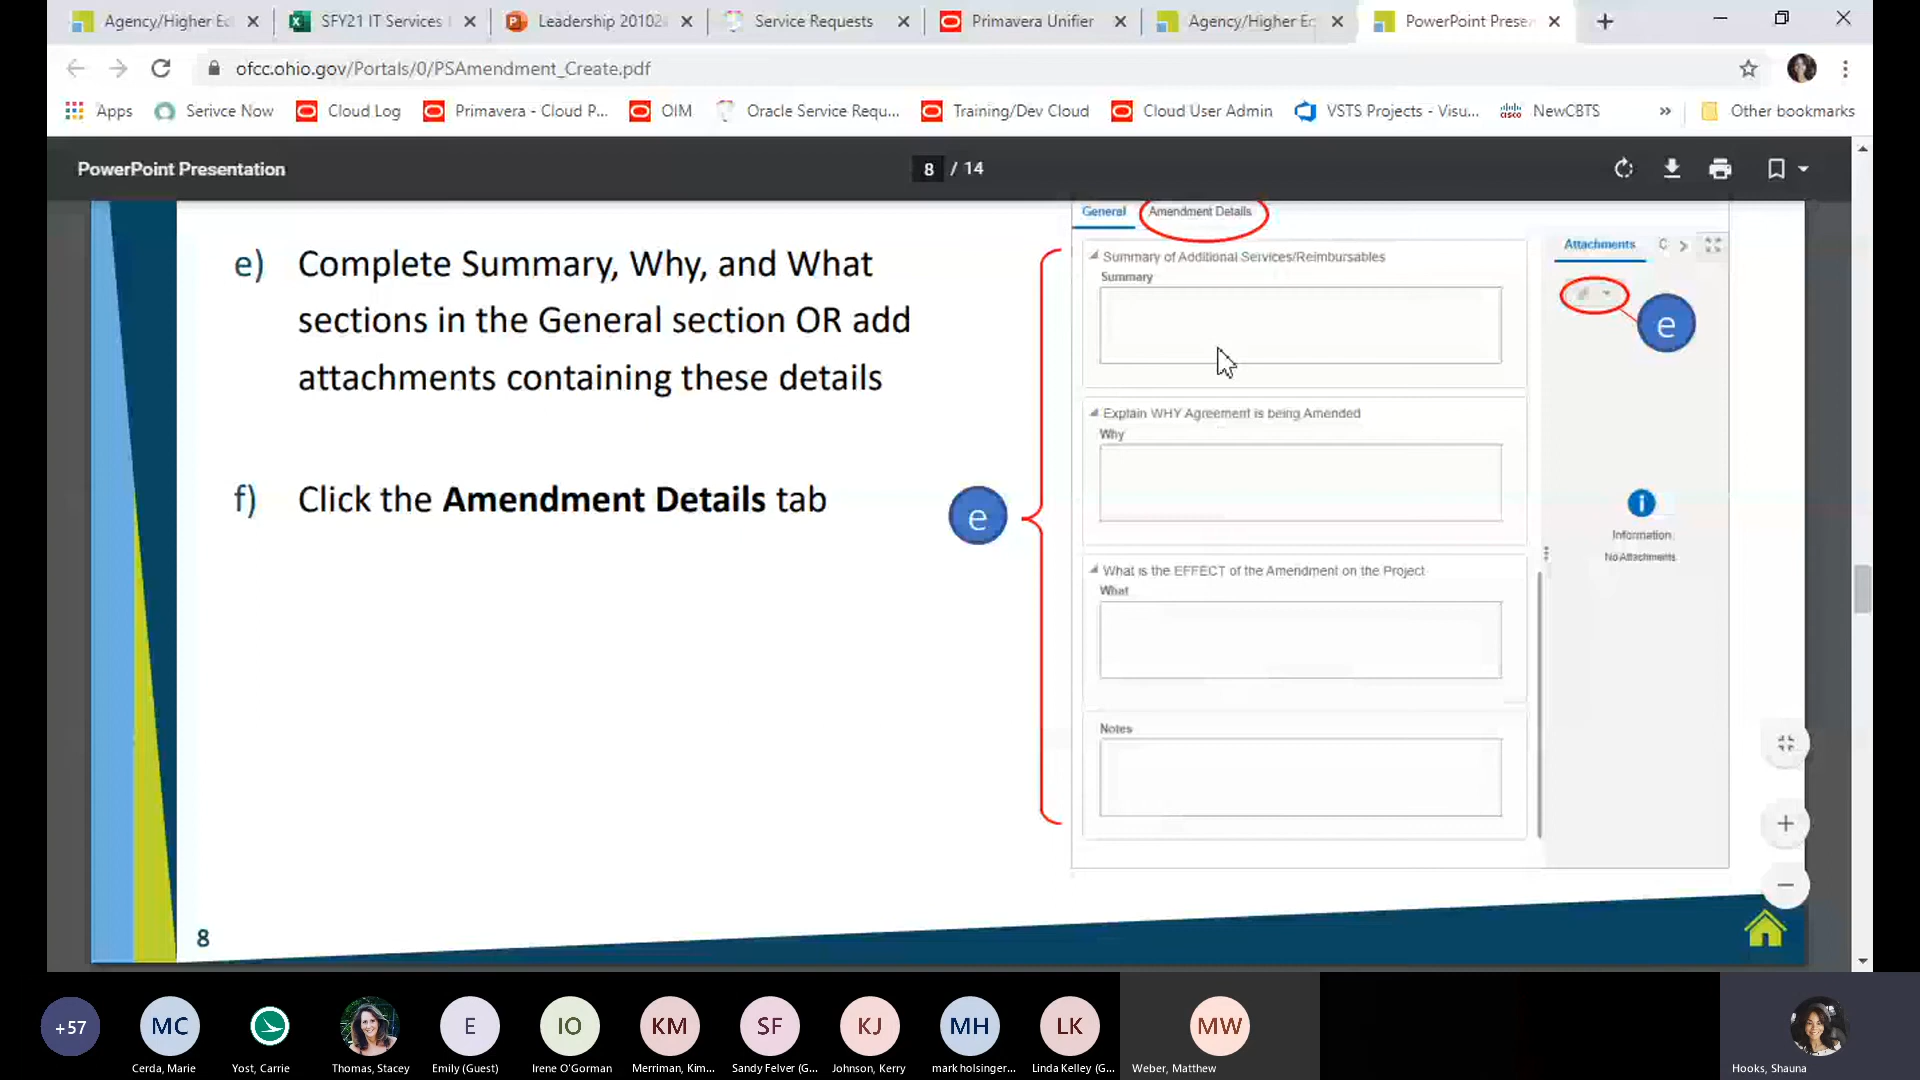 Agency/Higher Ec
SFY21 IT Services
Leadership 20102
Service Requests
Primavera Unifier
Agency/Higher Ec
PowerPoint Presen
ofcc.ohio.gov/Portals/0/PSAmendment_Create.pdf
Apps
Serivce Now
Cloud Log
Primavera - Cloud P...
OIM
Oracle Service Requ...
Training/Dev Cloud
Cloud User Admin
VSTS Projects - Visu...
cisco
NewCBTS
»
Other bookmarks
PowerPoint Presentation
8 / 14
e) Complete Summary, Why, and What
sections in the General section OR add
attachments containing these details
f) Click the Amendment Details tab
e
General
Amendment Details
Summary of Additional Services/Reimbursables
Summary
Explain WHY Agreement is being Amended
Why
What is the EFFECT of the Amendment on the Project
What
Notes
Attachments
C
e
Information
No Attachments
8
+57
MC
Cerda, Marie
Yost, Carrie
Thomas, Stacey
E
Emily (Guest)
IO
Irene O'Gorman
KM
Merriman, Kim...
SF
Sandy Felver (G...
KJ
Johnson, Kerry
MH
mark holsinger...
LK
Linda Kelley (G...
MW
Weber, Matthew
Hooks, Shauna